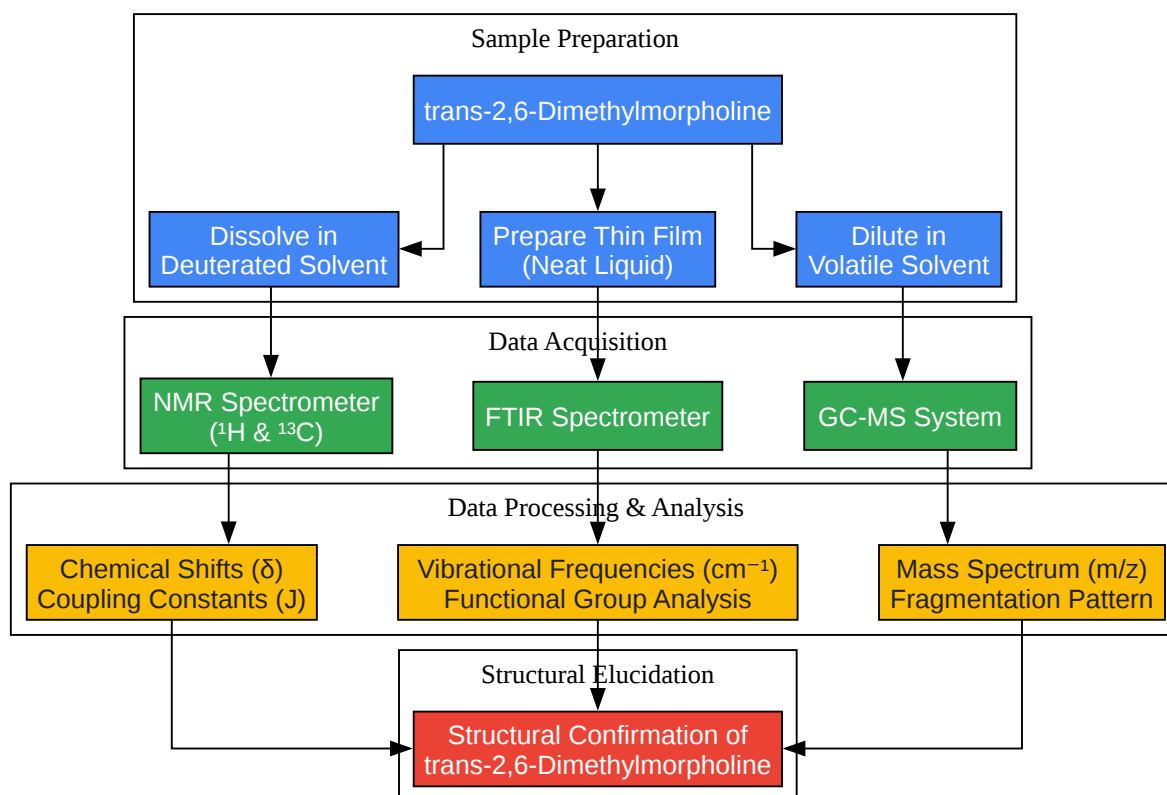 Sample Preparation
trans-2,6-Dimethylmorpholine
Dissolve in
Deuterated Solvent
Prepare Thin Film
(Neat Liquid)
Dilute in
Volatile Solvent
Data Acquisition
NMR Spectrometer
(¹H & ¹³C)
FTIR Spectrometer
GC-MS System
Data Processing & Analysis
Chemical Shifts (δ)
Coupling Constants (J)
Vibrational Frequencies (cm⁻¹)
Functional Group Analysis
Mass Spectrum (m/z)
Fragmentation Pattern
Structural Elucidation
Structural Confirmation of
trans-2,6-Dimethylmorpholine